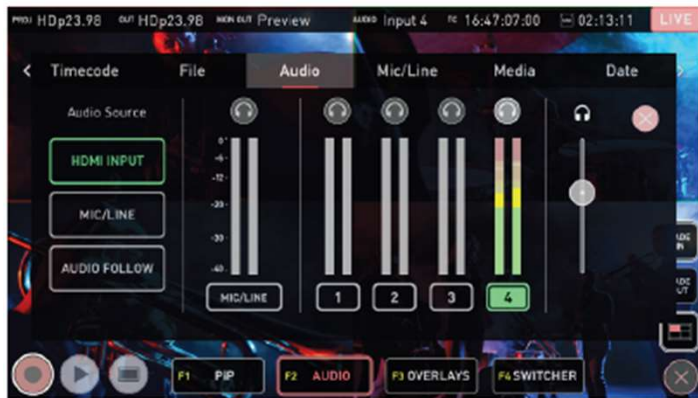 PROJ HDp23.98 OUT HDp23.98 MON OUT Preview AUDIO Input 4 TC 16:47:07:00 02:13:11 LIVE
< Timecode File Audio Mic/Line Media Date
Audio Source
HDMI INPUT
MIC/LINE
AUDIO FOLLOW
0
-6
-12
-20
-30
-40
MIC/LINE 1 2 3 4
F1 PiP F2 AUDIO F3 OVERLAYS F4 SWITCHER